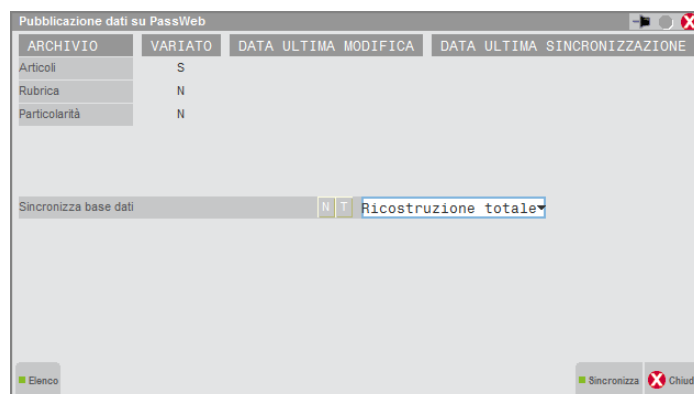 Pubblicazione dati su PassWeb
ARCHIVIO VARIATO DATA ULTIMA MODIFICA DATA ULTIMA SINCRONIZZAZIONE
Articoli S
Rubrica N
Particolarità N
Sincronizza base dati N T Ricostruzione totale
Elenco Sincronizza Chiud